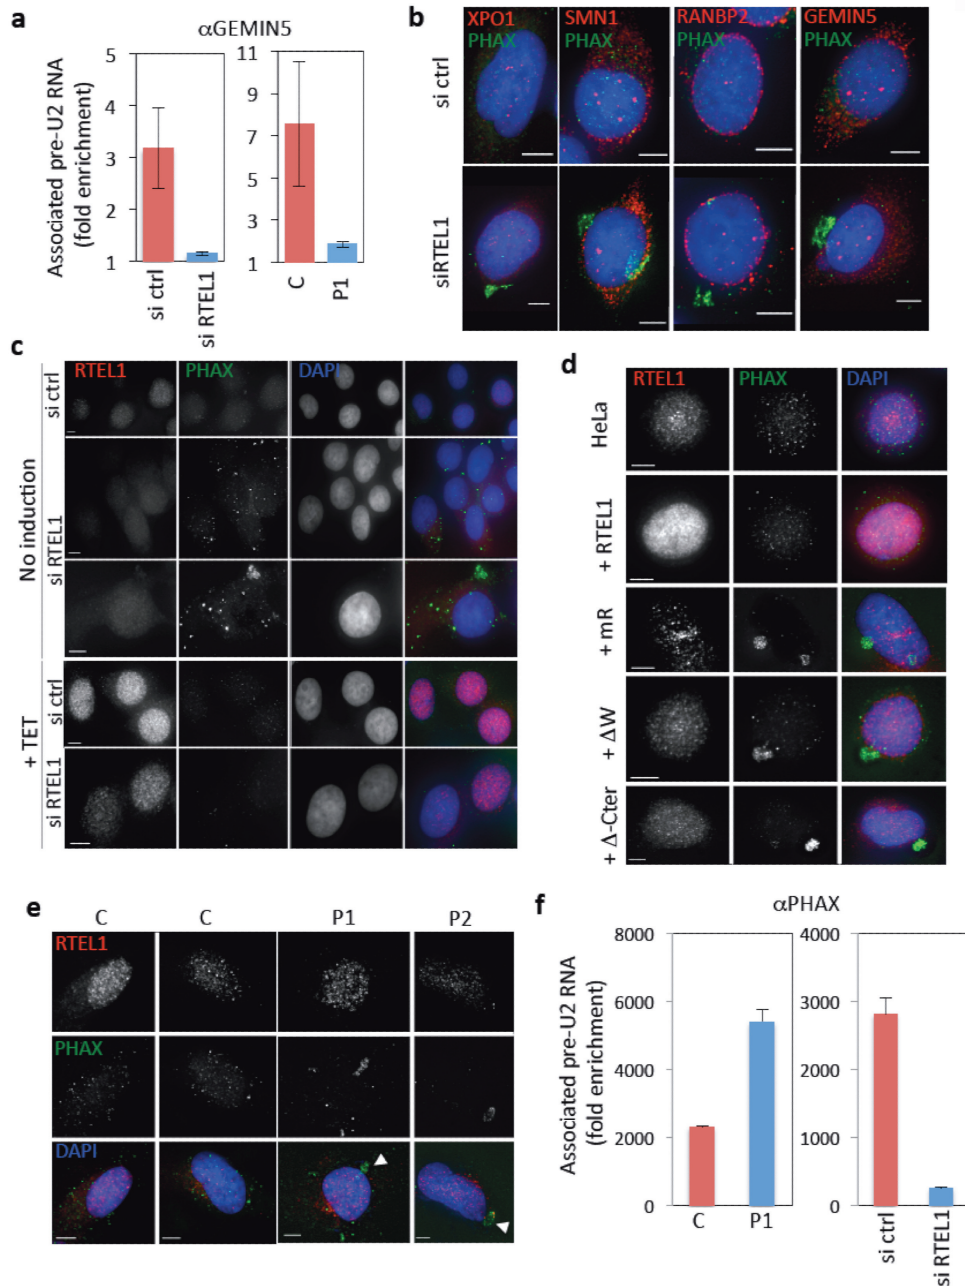 a
αGEMIN5
Associated pre-U2 RNA
(fold enrichment)
5
4
3
2
1
si ctrl
si RTEL1
11
9
7
5
3
1
C
P1
b
XPO1
PHAX
SMN1
PHAX
RANBP2
PHAX
GEMIN5
PHAX
si ctrl
siRTEL1
c
RTEL1
PHAX
DAPI
si ctrl
No induction
si RTEL1
+ TET
si ctrl
si RTEL1
d
RTEL1
PHAX
DAPI
HeLa
+ RTEL1
+ mR
+ ΔW
+ Δ-Cter
e
C
C
P1
P2
RTEL1
PHAX
DAPI
f
αPHAX
Associated pre-U2 RNA
(fold enrichment)
8000
6000
4000
2000
0
C
P1
4000
3000
2000
1000
0
si ctrl
si RTEL1